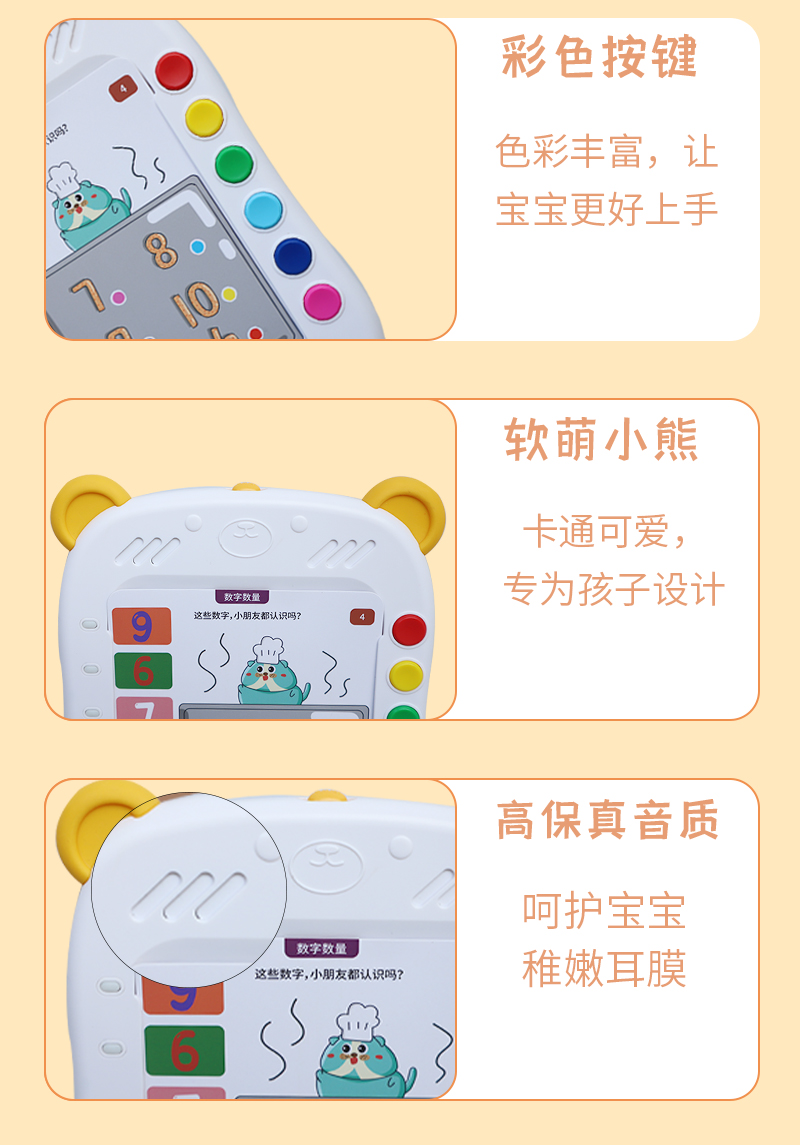 彩色按键
色彩丰富，让
宝宝更好上手
4
识吗?
8
7
10
软萌小熊
卡通可爱，
专为孩子设计
数字数量
这些数字,小朋友都认识吗?
4
9
6
7
高保真音质
呵护宝宝
稚嫩耳膜
数字数量
这些数字,小朋友都认识吗?
9
6